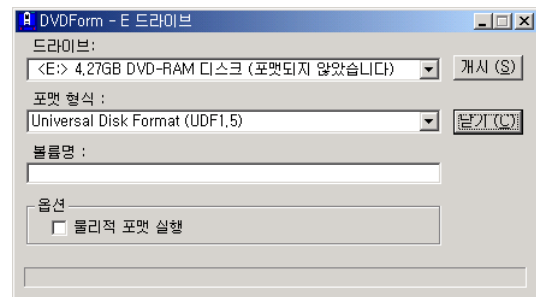 DVDForm - E 드라이브
드라이브:
<E:> 4,27GB DVD-RAM 디스크 (포맷되지 않았습니다)
개시 (S)
포맷 형식 :
Universal Disk Format (UDF1,5)
닫기(C)
볼륨명 :
옵션
물리적 포맷 실행